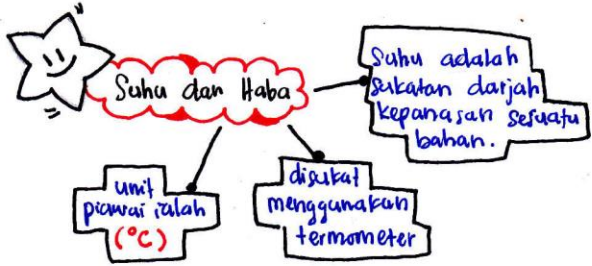 Suhu dan Haba
Suhu adalah
sukatan darjah
kepanasan sesuatu
bahan.
unit
piawai ialah
(°C)
disukat
menggunakan
termometer